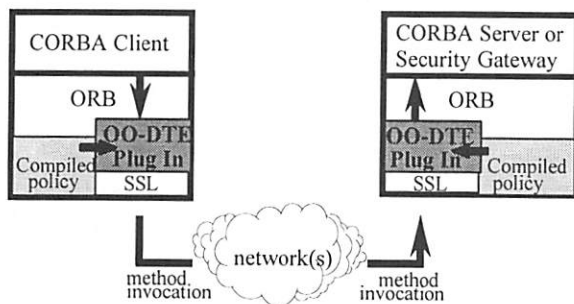 CORBA Client
ORB
OO-DTE
Plug In
Compiled
policy
SSL
CORBA Server or
Security Gateway
ORB
OO-DTE
Plug In
Compiled
policy
SSL
network(s)
method
invocation
method
invocation